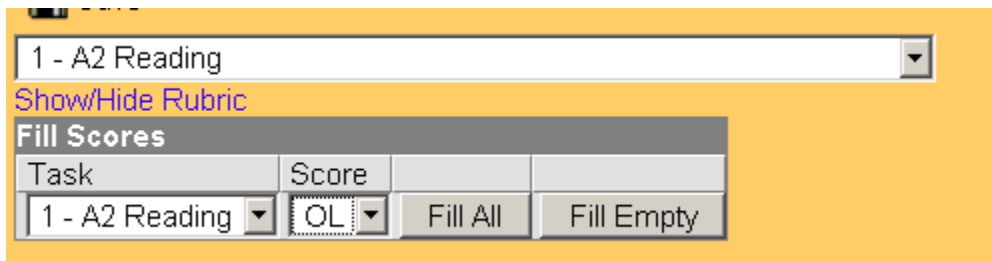 1 - A2 Reading
Show/Hide Rubric
Fill Scores
Task Score
1 - A2 Reading OL Fill All Fill Empty